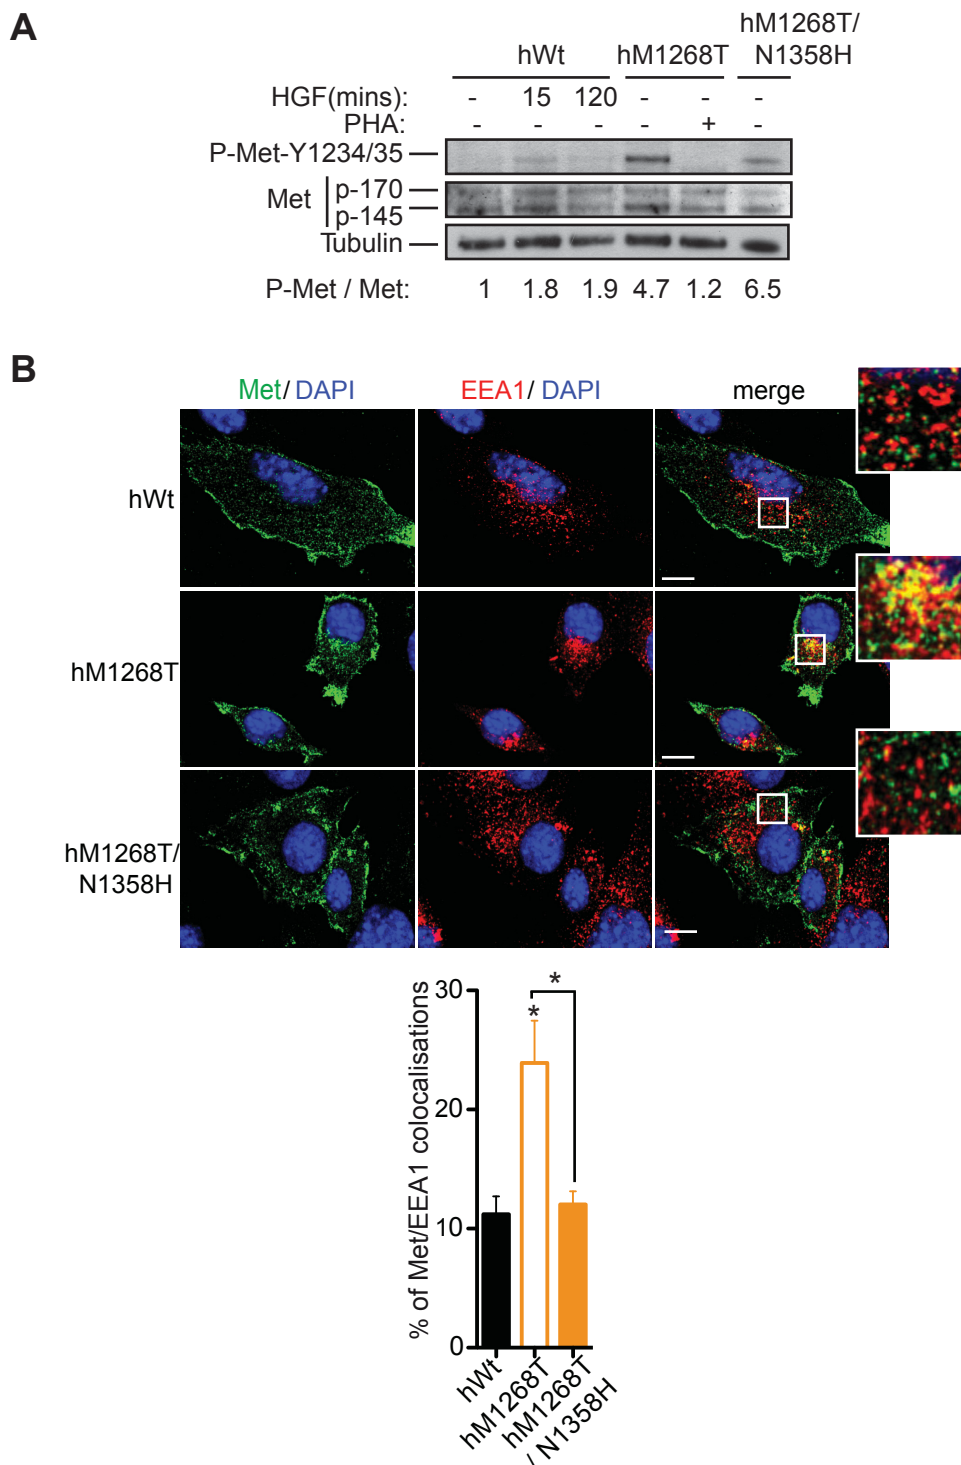 A
hWt
hM1268T
hM1268T/
N1358H
HGF(mins): - 15 120 - - -
PHA: - - - - + -
P-Met-Y1234/35
Met
p-170
p-145
Tubulin
P-Met / Met: 1 1.8 1.9 4.7 1.2 6.5
B
Met/ DAPI
EEA1/ DAPI
merge
hWt
hM1268T
hM1268T/
N1358H
% of Met/EEA1 colocalisations
30
20
10
0
*
*
hWt
hM1268T
hM1268T
/ N1358H